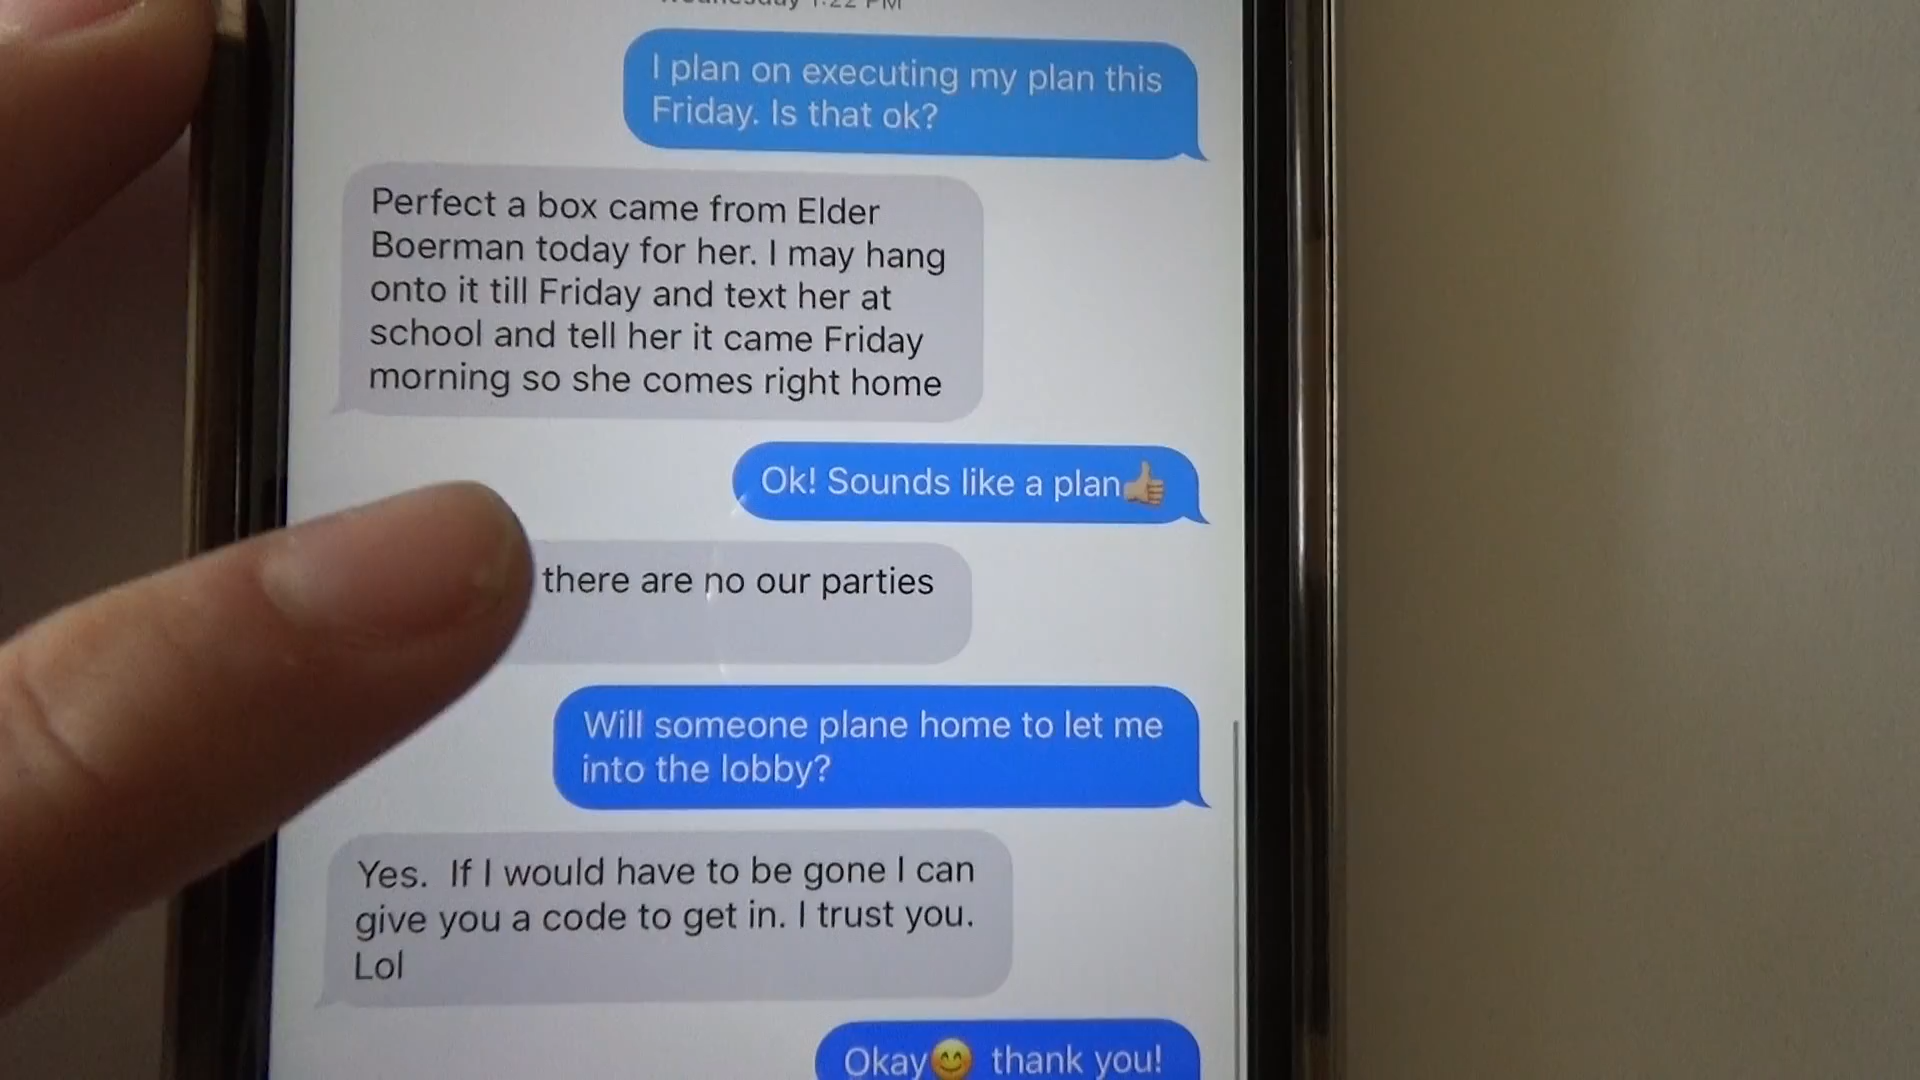 Wednesday 1:22 PM
I plan on executing my plan this
Friday. Is that ok?
Perfect a box came from Elder
Boerman today for her. I may hang
onto it till Friday and text her at
school and tell her it came Friday
morning so she comes right home
Ok! Sounds like a plan👍🏼
there are no our parties
Will someone plane home to let me
into the lobby?
Yes. If I would have to be gone I can
give you a code to get in. I trust you.
Lol
Okay😊 thank you!